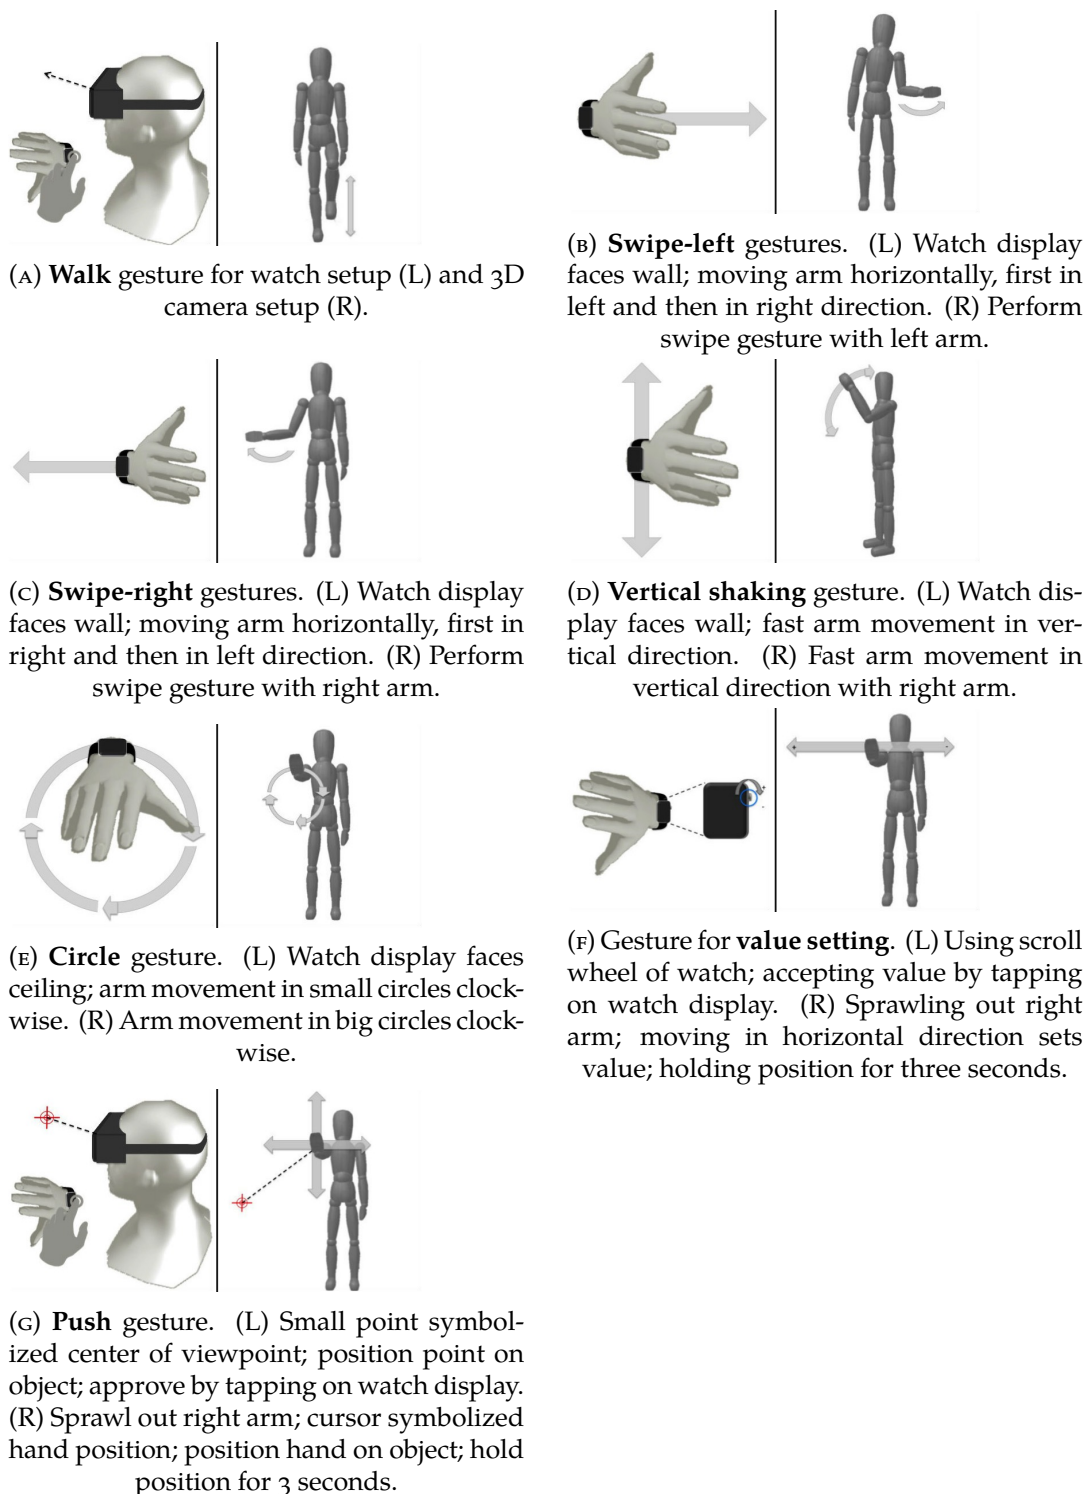 (A) Walk gesture for watch setup (L) and 3D
camera setup (R).
(B) Swipe-left gestures. (L) Watch display
faces wall; moving arm horizontally, first in
left and then in right direction. (R) Perform
swipe gesture with left arm.
(C) Swipe-right gestures. (L) Watch display
faces wall; moving arm horizontally, first in
right and then in left direction. (R) Perform
swipe gesture with right arm.
(D) Vertical shaking gesture. (L) Watch dis-
play faces wall; fast arm movement in ver-
tical direction. (R) Fast arm movement in
vertical direction with right arm.
(E) Circle gesture. (L) Watch display faces
ceiling; arm movement in small circles clock-
wise. (R) Arm movement in big circles clock-
wise.
(F) Gesture for value setting. (L) Using scroll
wheel of watch; accepting value by tapping
on watch display. (R) Sprawling out right
arm; moving in horizontal direction sets
value; holding position for three seconds.
(G) Push gesture. (L) Small point symbol-
ized center of viewpoint; position point on
object; approve by tapping on watch display.
(R) Sprawl out right arm; cursor symbolized
hand position; position hand on object; hold
position for 3 seconds.